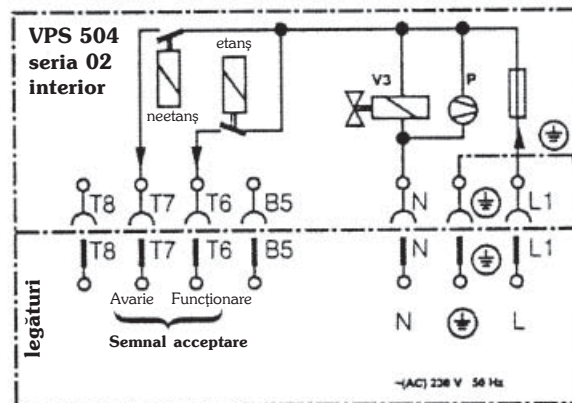 VPS 504
seria 02
interior
etanş
neetanş
V3
P
T8 T7 T6 B5 N L1
T8 T7 T6 B5 N L1
legături
Avarie Funcţionare
Semnal acceptare
N L
~(AC) 230 V 50 Hz